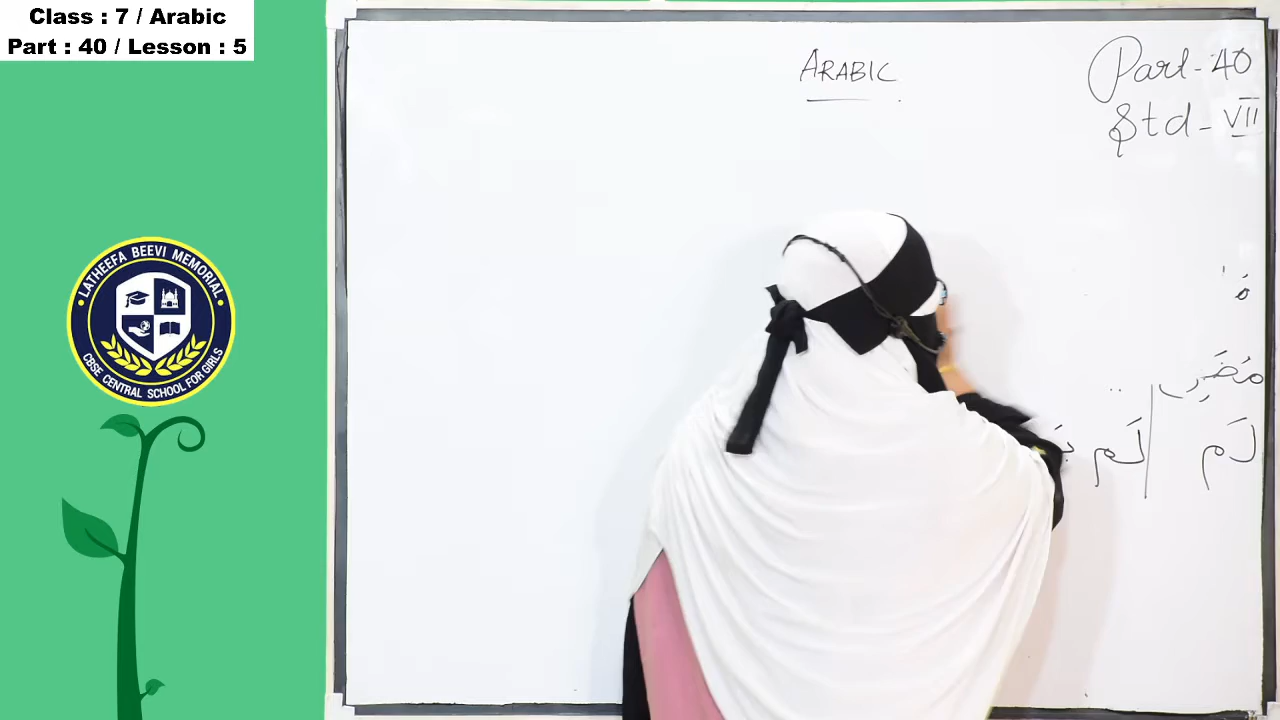 Class : 7 / Arabic
Part : 40 / Lesson : 5
LATHEEFA BEEVI MEMORIAL
CBSE CENTRAL SCHOOL FOR GIRLS
ARABIC
Part - 40
Std - VII
لَم
لَم